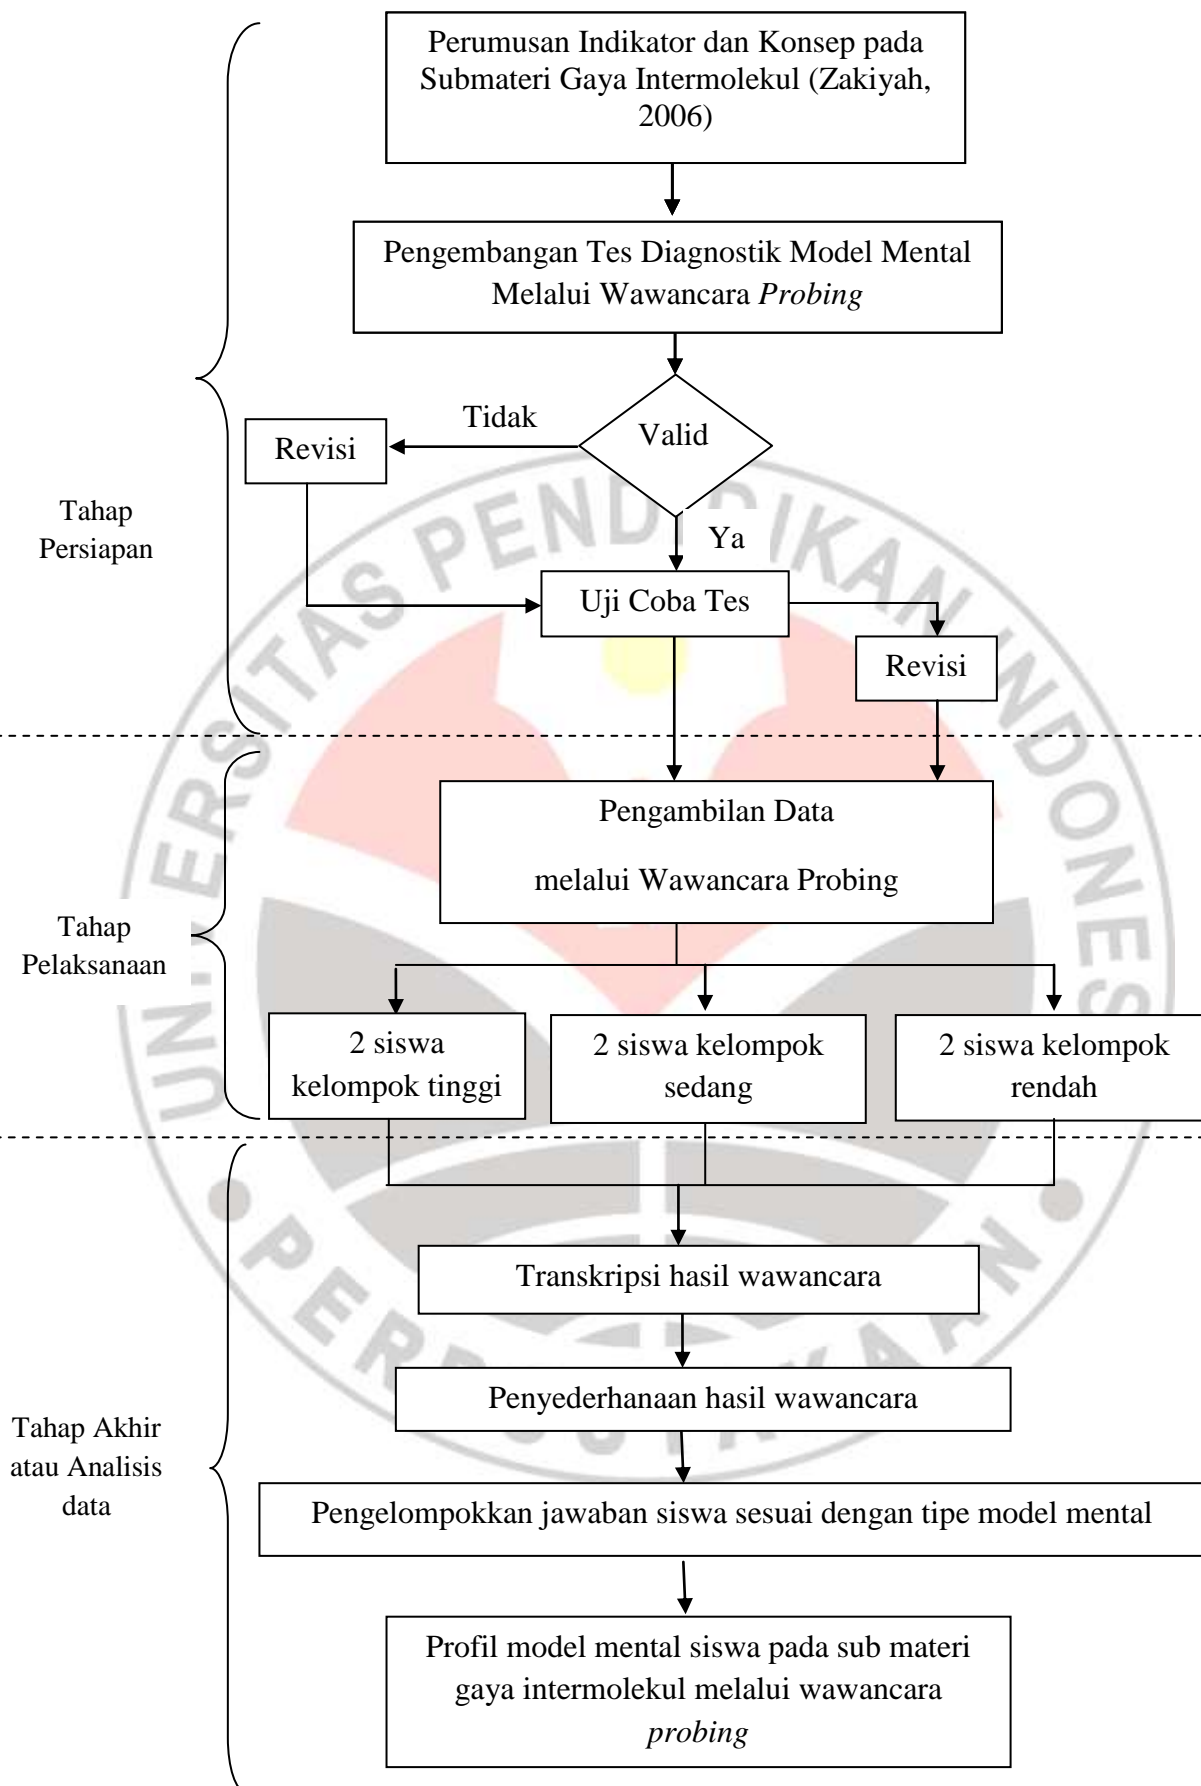 Perumusan Indikator dan Konsep pada
Submateri Gaya Intermolekul (Zakiyah,
2006)
Pengembangan Tes Diagnostik Model Mental
Melalui Wawancara Probing
Tidak
Valid
Revisi
Ya
Tahap
Persiapan
Uji Coba Tes
Revisi
Pengambilan Data
melalui Wawancara Probing
Tahap
Pelaksanaan
2 siswa
kelompok tinggi
2 siswa kelompok
sedang
2 siswa kelompok
rendah
Transkripsi hasil wawancara
Penyederhanaan hasil wawancara
Tahap Akhir
atau Analisis
data
Pengelompokkan jawaban siswa sesuai dengan tipe model mental
Profil model mental siswa pada sub materi
gaya intermolekul melalui wawancara
probing